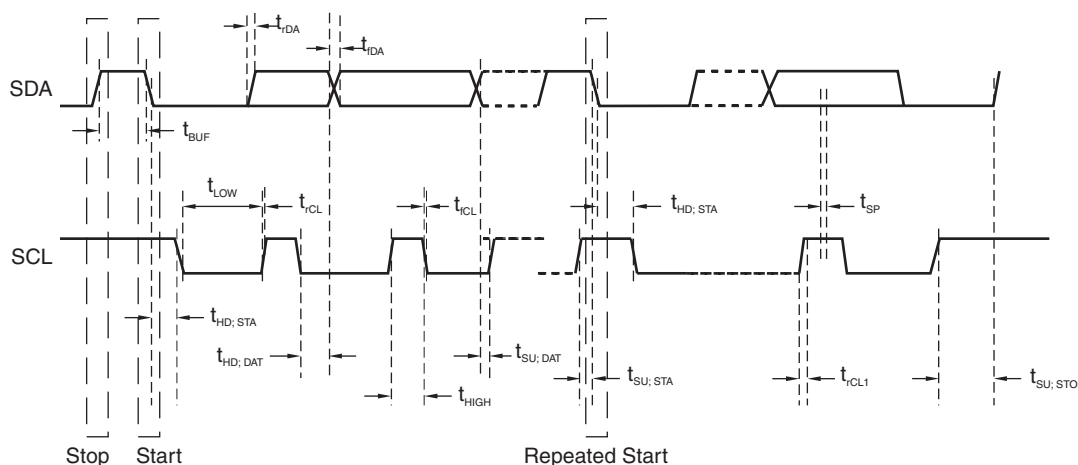 t_rDA
t_fDA
SDA
t_BUF
t_LOW
t_rCL
t_fCL
t_HD; STA
t_SP
SCL
t_HD; STA
t_HD; DAT
t_SU; DAT
t_SU; STA
t_rCL1
t_SU; STO
t_HIGH
Stop Start Repeated Start